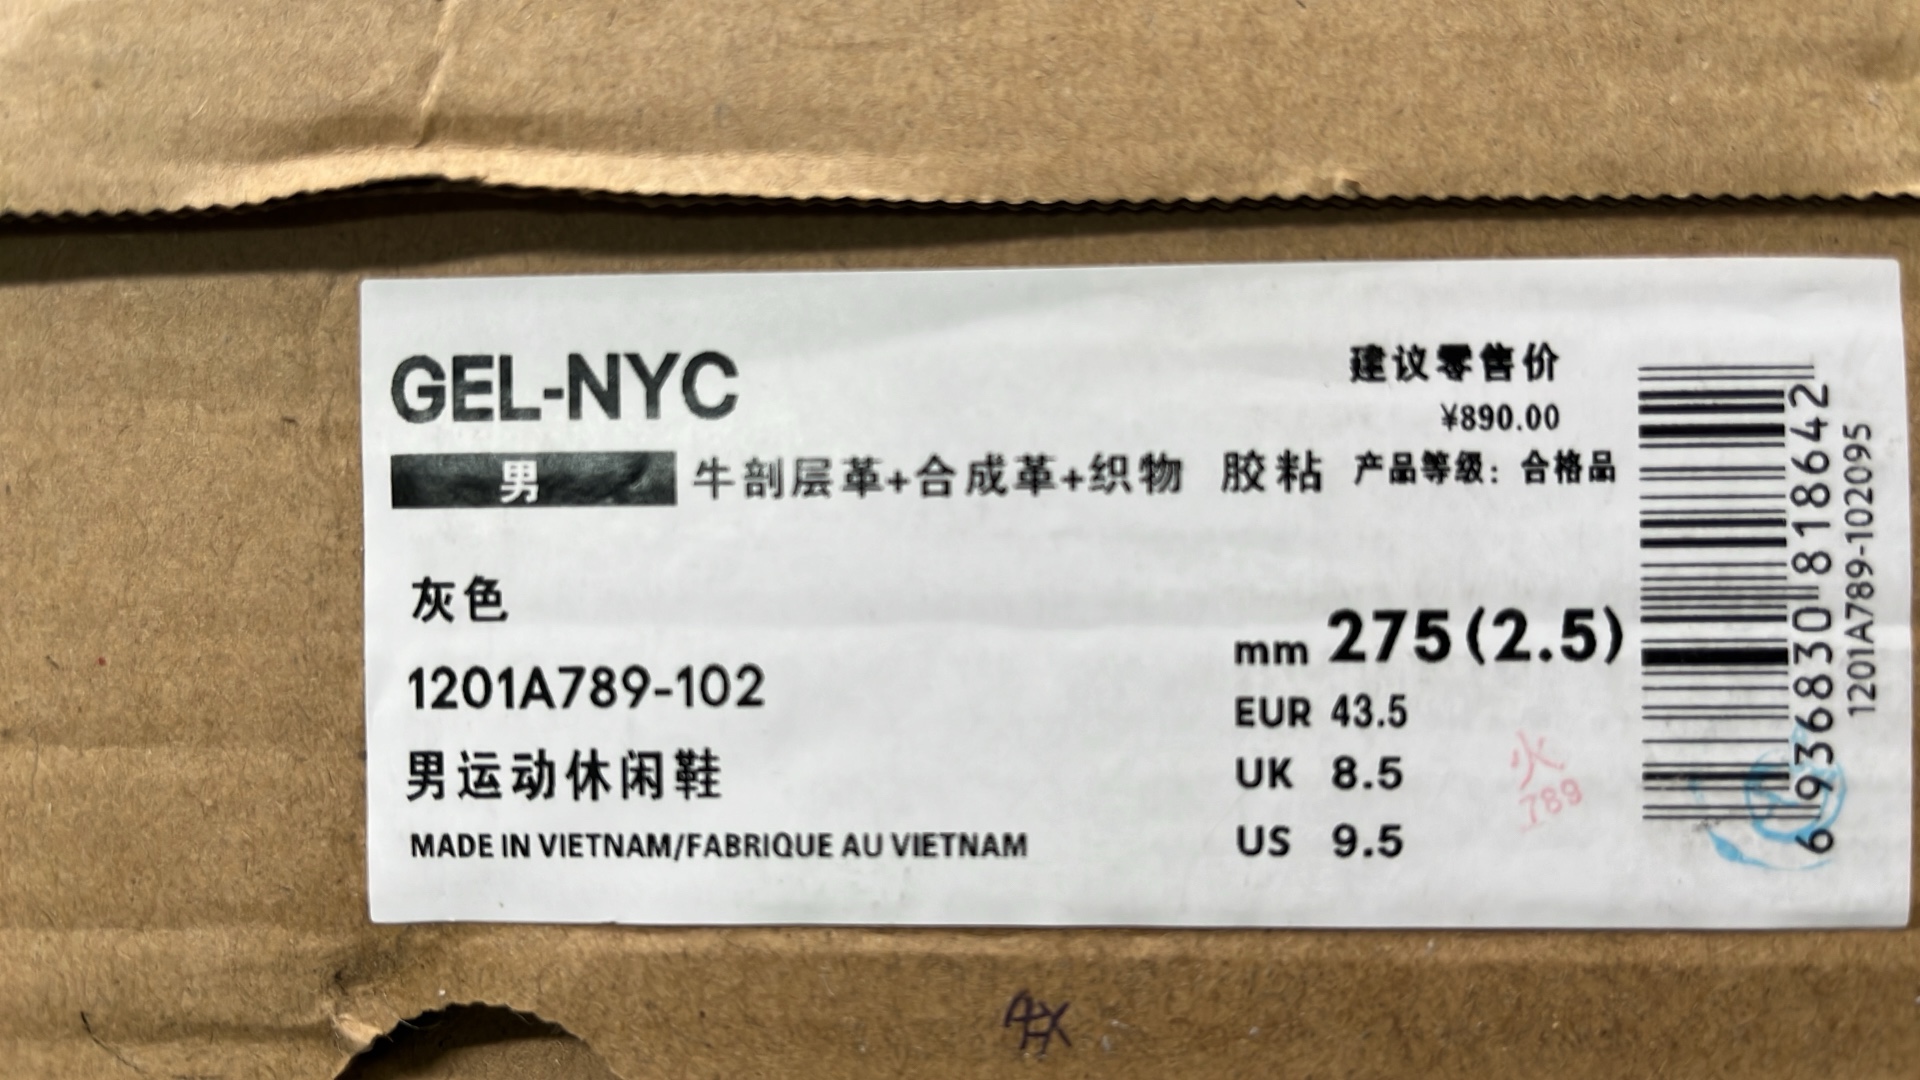 GEL-NYC
建议零售价
¥890.00
男
牛剖层革+合成革+织物 胶粘
产品等级：合格品
灰色
1201A789-102
男运动休闲鞋
MADE IN VIETNAM/FABRIQUE AU VIETNAM
mm 275(2.5)
EUR 43.5
UK 8.5
US 9.5
火
789
6936830818642
1201A789-102095